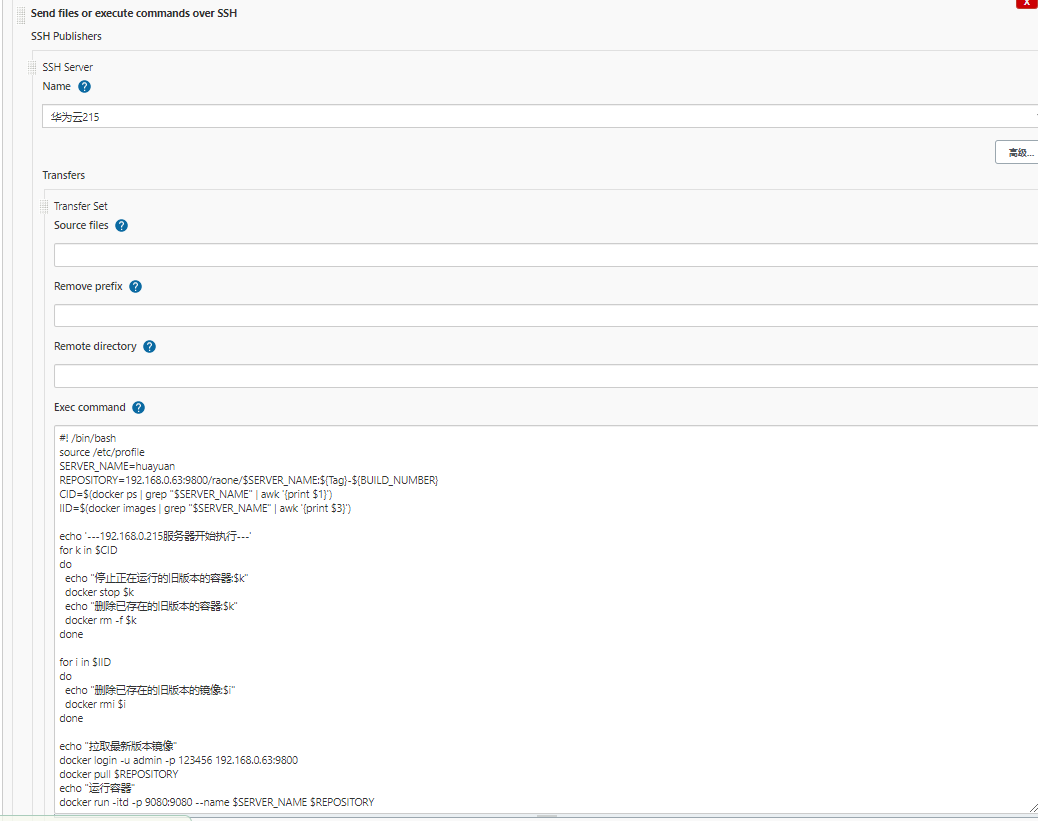 X
Send files or execute commands over SSH
SSH Publishers
SSH Server
Name ?
华为云215
高级...
Transfers
Transfer Set
Source files ?
Remove prefix ?
Remote directory ?
Exec command ?
#! /bin/bash
source /etc/profile
SERVER_NAME=huayuan
REPOSITORY=192.168.0.63:9800/raone/$SERVER_NAME:${Tag}-${BUILD_NUMBER}
CID=$(docker ps | grep "$SERVER_NAME" | awk '{print $1}')
IID=$(docker images | grep "$SERVER_NAME" | awk '{print $3}')
echo '---192.168.0.215服务器开始执行---'
for k in $CID
do
echo "停止正在运行的旧版本的容器:$k"
docker stop $k
echo "删除已存在的旧版本的容器:$k"
docker rm -f $k
done
for i in $IID
do
echo "删除已存在的旧版本的镜像:$i"
docker rmi $i
done
echo "拉取最新版本镜像"
docker login -u admin -p 123456 192.168.0.63:9800
docker pull $REPOSITORY
echo "运行容器"
docker run -itd -p 9080:9080 --name $SERVER_NAME $REPOSITORY